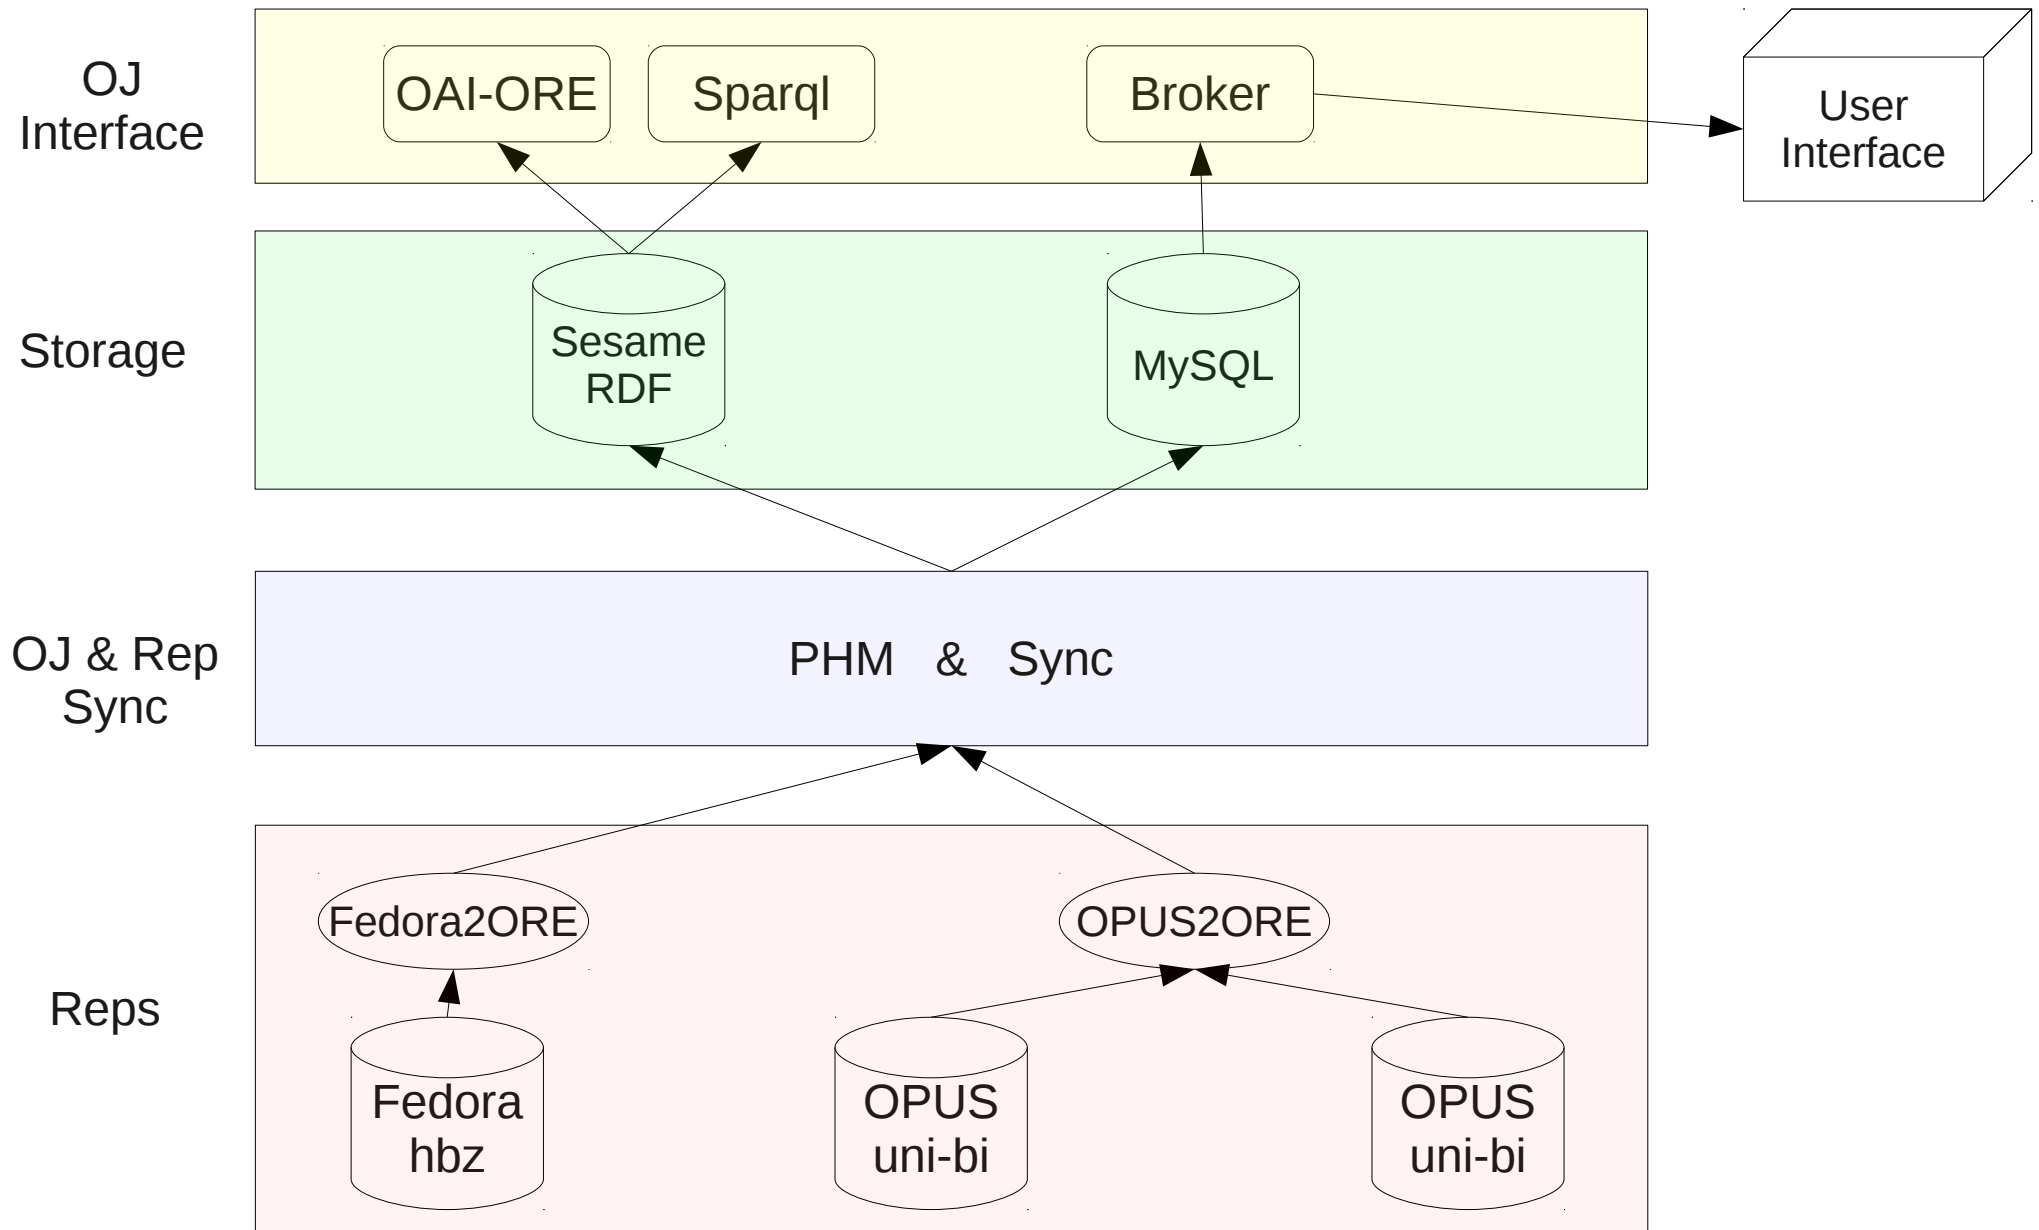 OJ
Interface
OAI-ORE
Sparql
Broker
User
Interface
Storage
Sesame
RDF
MySQL
OJ & Rep
Sync
PHM & Sync
Reps
Fedora2ORE
OPUS2ORE
Fedora
hbz
OPUS
uni-bi
OPUS
uni-bi